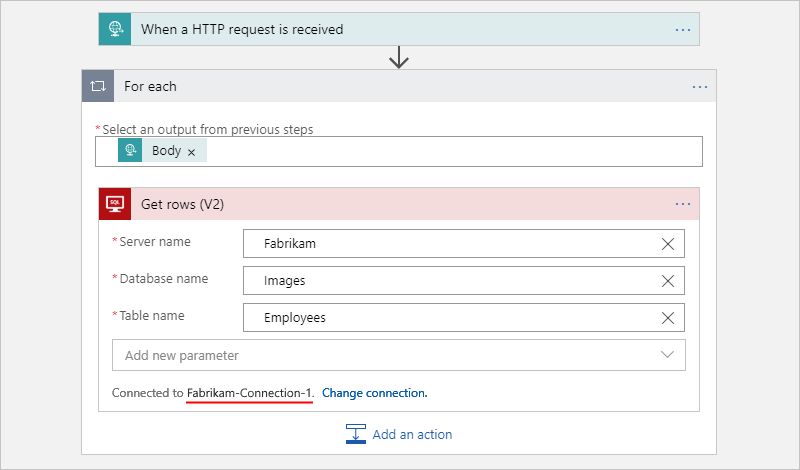 When a HTTP request is received
...
For each
...
*Select an output from previous steps
Body ×
SQL
Get rows (V2)
...
*Server name Fabrikam
*Database name Images
*Table name Employees
Add new parameter
Connected to Fabrikam-Connection-1. Change connection.
Add an action